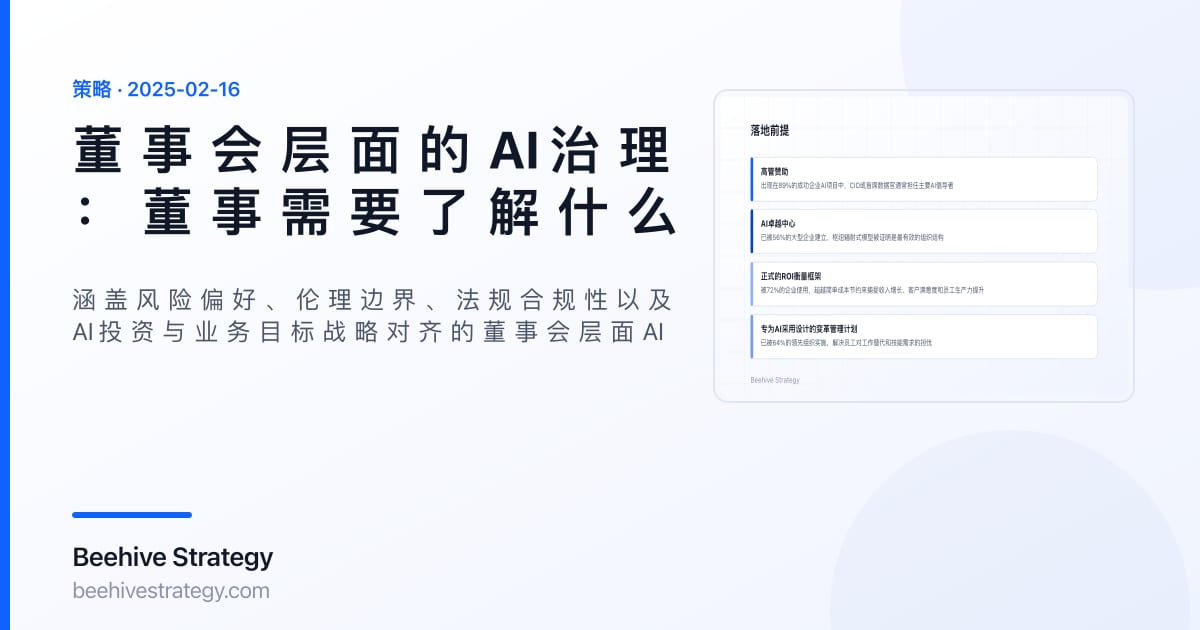 策略 · 2025-02-16
董事会层面的AI治理
：董事需要了解什么
涵盖风险偏好、伦理边界、法规合规性以及
AI投资与业务目标战略对齐的董事会层面AI
落地前提
高管赞助
出现在89%的成功企业AI项目中，CIO或首席数据官通常担任主要AI倡导者
AI卓越中心
已被56%的大型企业建立，枢纽辐射式模型被证明是最有效的组织结构
正式的ROI衡量框架
被72%的企业使用，超越简单成本节约来捕捉收入增长、客户满意度和员工生产力提升
专为AI采用设计的变革管理计划
已被64%的领先组织实施，解决员工对工作替代和技能需求的担忧
Beehive Strategy
Beehive Strategy
beehivestrategy.com